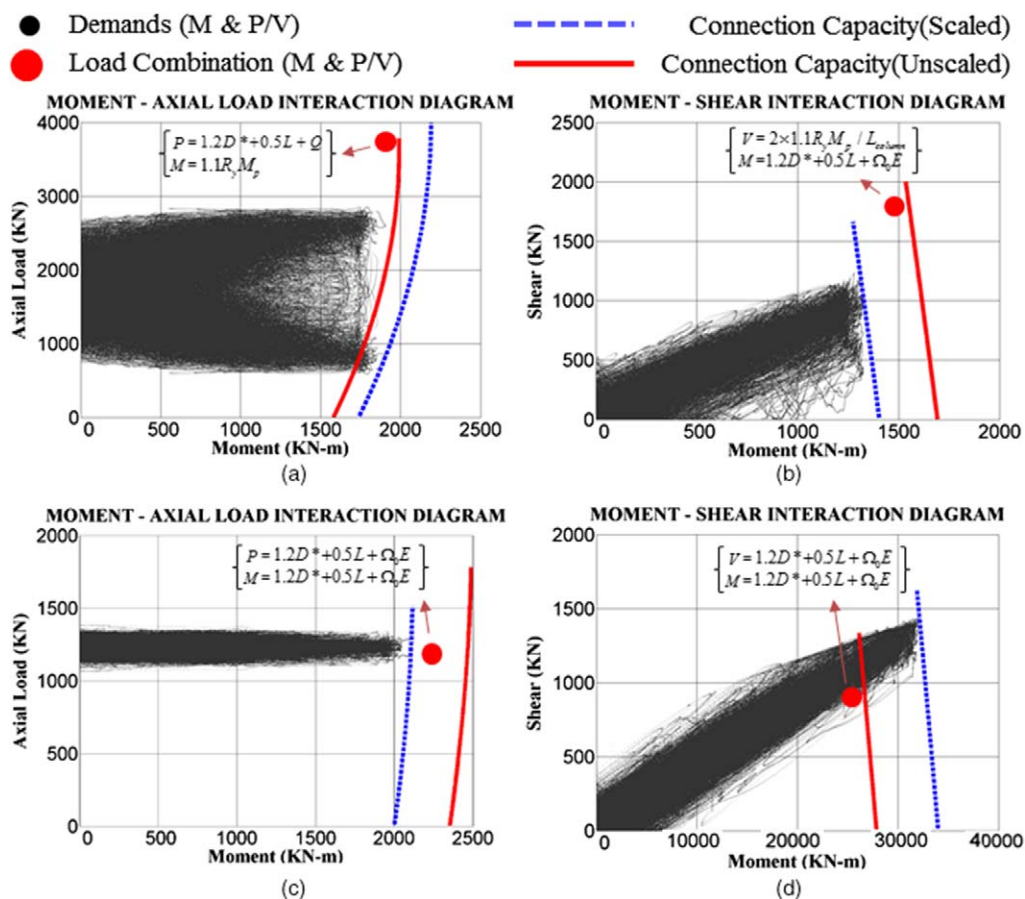 Demands (M & P/V)
Connection Capacity(Scaled)
Load Combination (M & P/V)
Connection Capacity(Unscaled)
MOMENT - AXIAL LOAD INTERACTION DIAGRAM
4000
3000
2000
1000
0
Axial Load (KN)
P = 1.2D*+0.5L+Q
M = 1.1RyMp
0 500 1000 1500 2000 2500
Moment (KN-m)
(a)
MOMENT - SHEAR INTERACTION DIAGRAM
2500
2000
1500
1000
500
0
Shear (KN)
V = 2×1.1RyMp / Lcolumn
M = 1.2D*+0.5L+Ω0E
0 500 1000 1500 2000
Moment (KN-m)
(b)
MOMENT - AXIAL LOAD INTERACTION DIAGRAM
2000
1500
1000
500
0
Axial Load (KN)
P = 1.2D*+0.5L+Ω0E
M = 1.2D*+0.5L+Ω0E
0 500 1000 1500 2000 2500
Moment (KN-m)
(c)
MOMENT - SHEAR INTERACTION DIAGRAM
2000
1500
1000
500
0
Shear (KN)
V = 1.2D*+0.5L+Ω0E
M = 1.2D*+0.5L+Ω0E
0 10000 20000 30000 40000
Moment (KN-m)
(d)